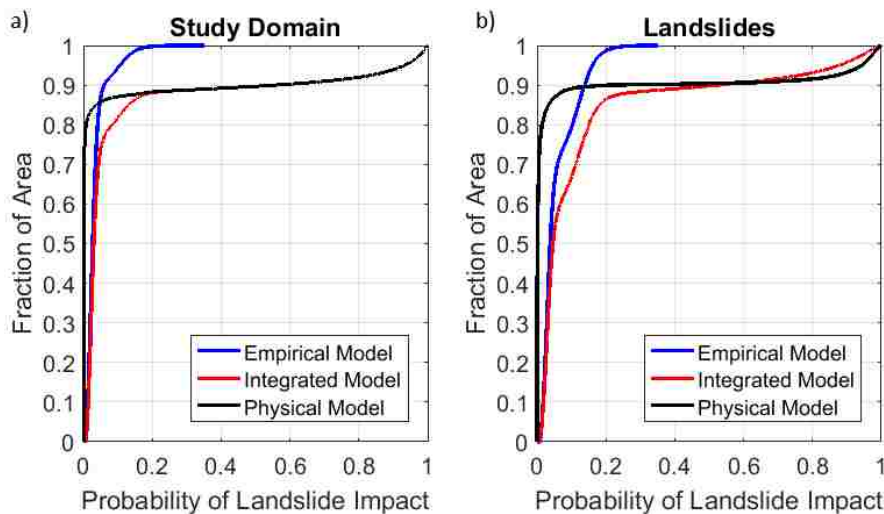 a)
Study Domain
1
0.9
0.8
0.7
0.6
0.5
0.4
0.3
0.2
0.1
0
Fraction of Area
Empirical Model
Integrated Model
Physical Model
0 0.2 0.4 0.6 0.8 1
Probability of Landslide Impact
b)
Landslides
1
0.9
0.8
0.7
0.6
0.5
0.4
0.3
0.2
0.1
0
Fraction of Area
Empirical Model
Integrated Model
Physical Model
0 0.2 0.4 0.6 0.8 1
Probability of Landslide Impact